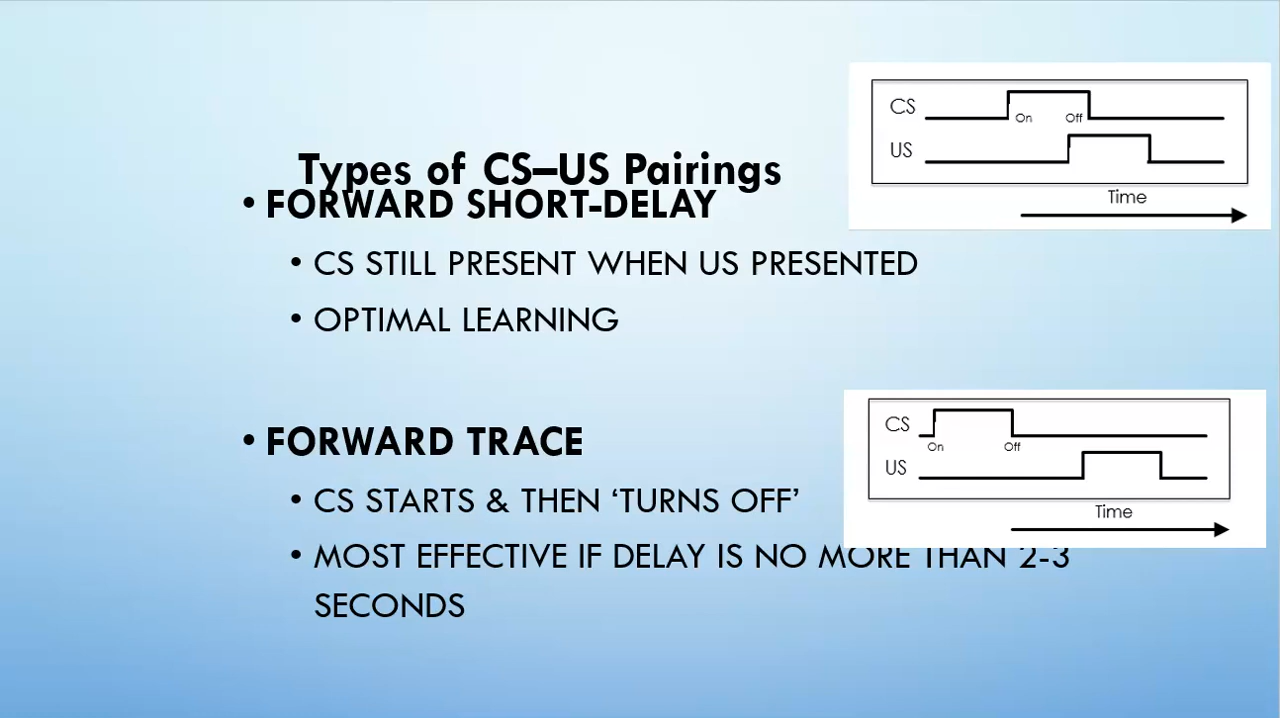 Types of CS–US Pairings
• FORWARD SHORT-DELAY
• CS STILL PRESENT WHEN US PRESENTED
• OPTIMAL LEARNING
CS
On Off
US
Time
• FORWARD TRACE
• CS STARTS & THEN ‘TURNS OFF’
• MOST EFFECTIVE IF DELAY IS NO MORE THAN 2-3
SECONDS
CS
On Off
US
Time